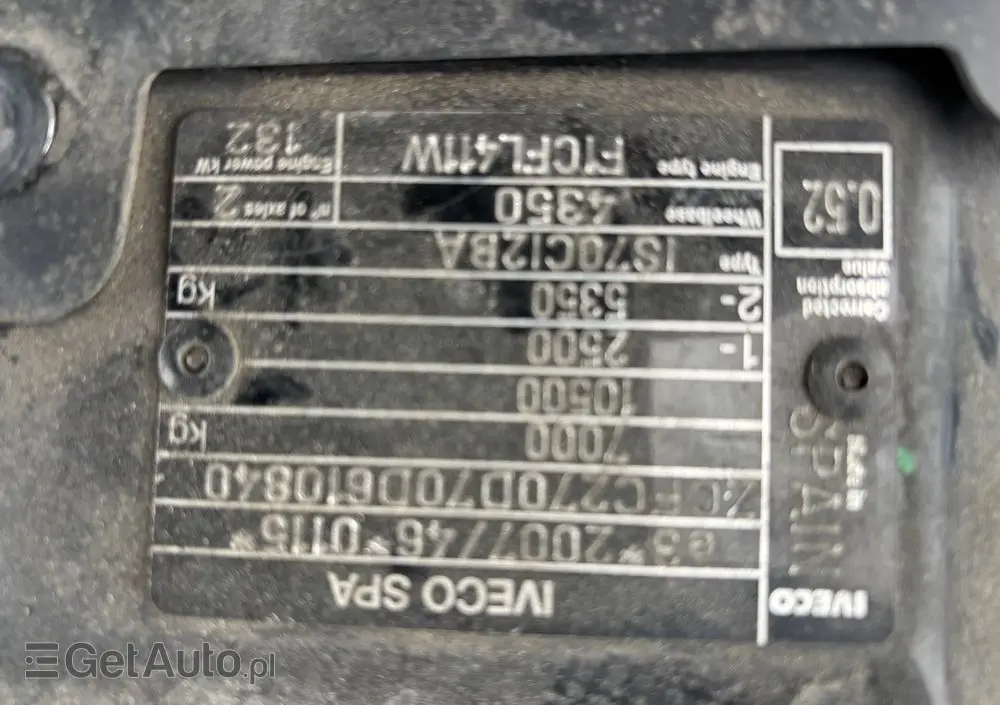 IVECO
IVECO SPA
e3*2007/46*0115*
ZCFC270D70D610840
7000 kg
10500
1- 2500
2- 5350 kg
Type IS70CI2BA
Wheelbase 4350
n° of axles 2
Engine type F1CFL411W
Engine power kW 132
Made in
SPAIN
Corrected
absorption
value
0.52
GetAuto.pl